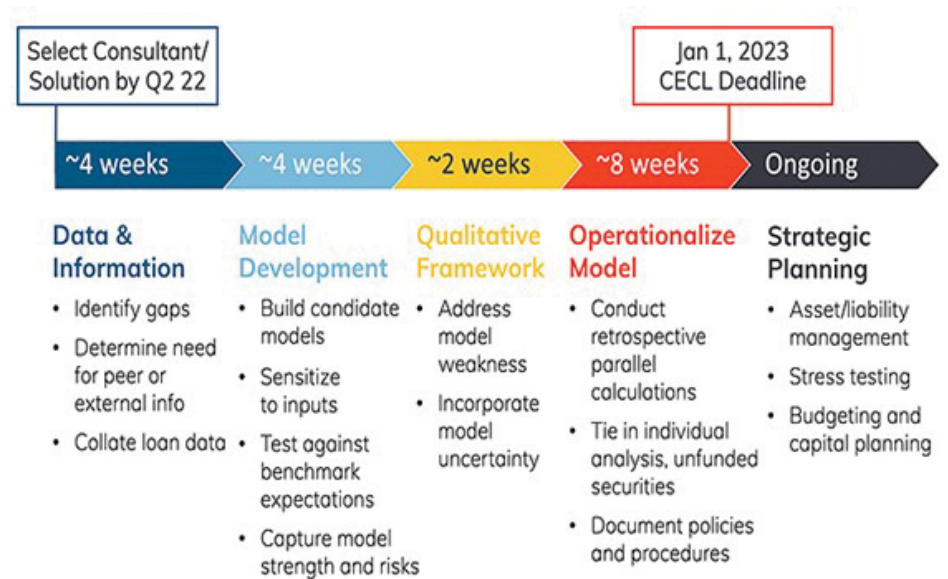 Select Consultant/
Solution by Q2 22
Jan 1, 2023
CECL Deadline
~4 weeks
~4 weeks
~2 weeks
~8 weeks
Ongoing
Data &
Information
• Identify gaps
• Determine need
for peer or
external info
• Collate loan data
Model
Development
• Build candidate
models
• Sensitize
to inputs
• Test against
benchmark
expectations
• Capture model
strength and risks
Qualitative
Framework
• Address
model
weakness
• Incorporate
model
uncertainty
Operationalize
Model
• Conduct
retrospective
parallel
calculations
• Tie in individual
analysis, unfunded
securities
• Document policies
and procedures
Strategic
Planning
• Asset/liability
management
• Stress testing
• Budgeting and
capital planning